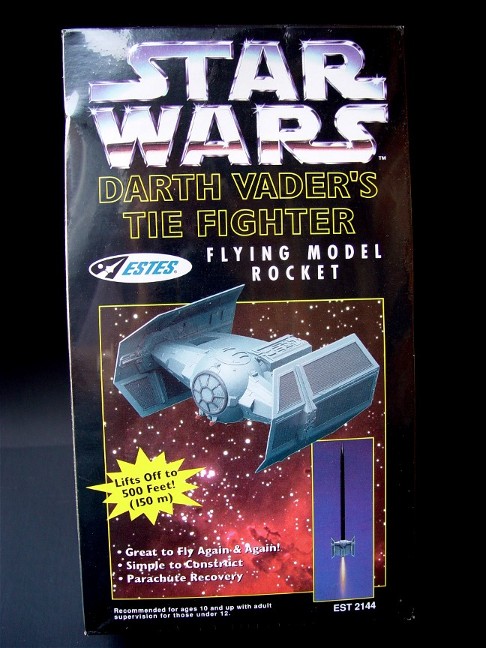 STAR
WARS™
DARTH VADER'S
TIE FIGHTER
ESTES®
FLYING MODEL
ROCKET
Lifts Off to
500 Feet!
(150 m)
• Great to Fly Again & Again!
• Simple to Construct
• Parachute Recovery
Recommended for ages 10 and up with adult
supervision for those under 12.
EST 2144